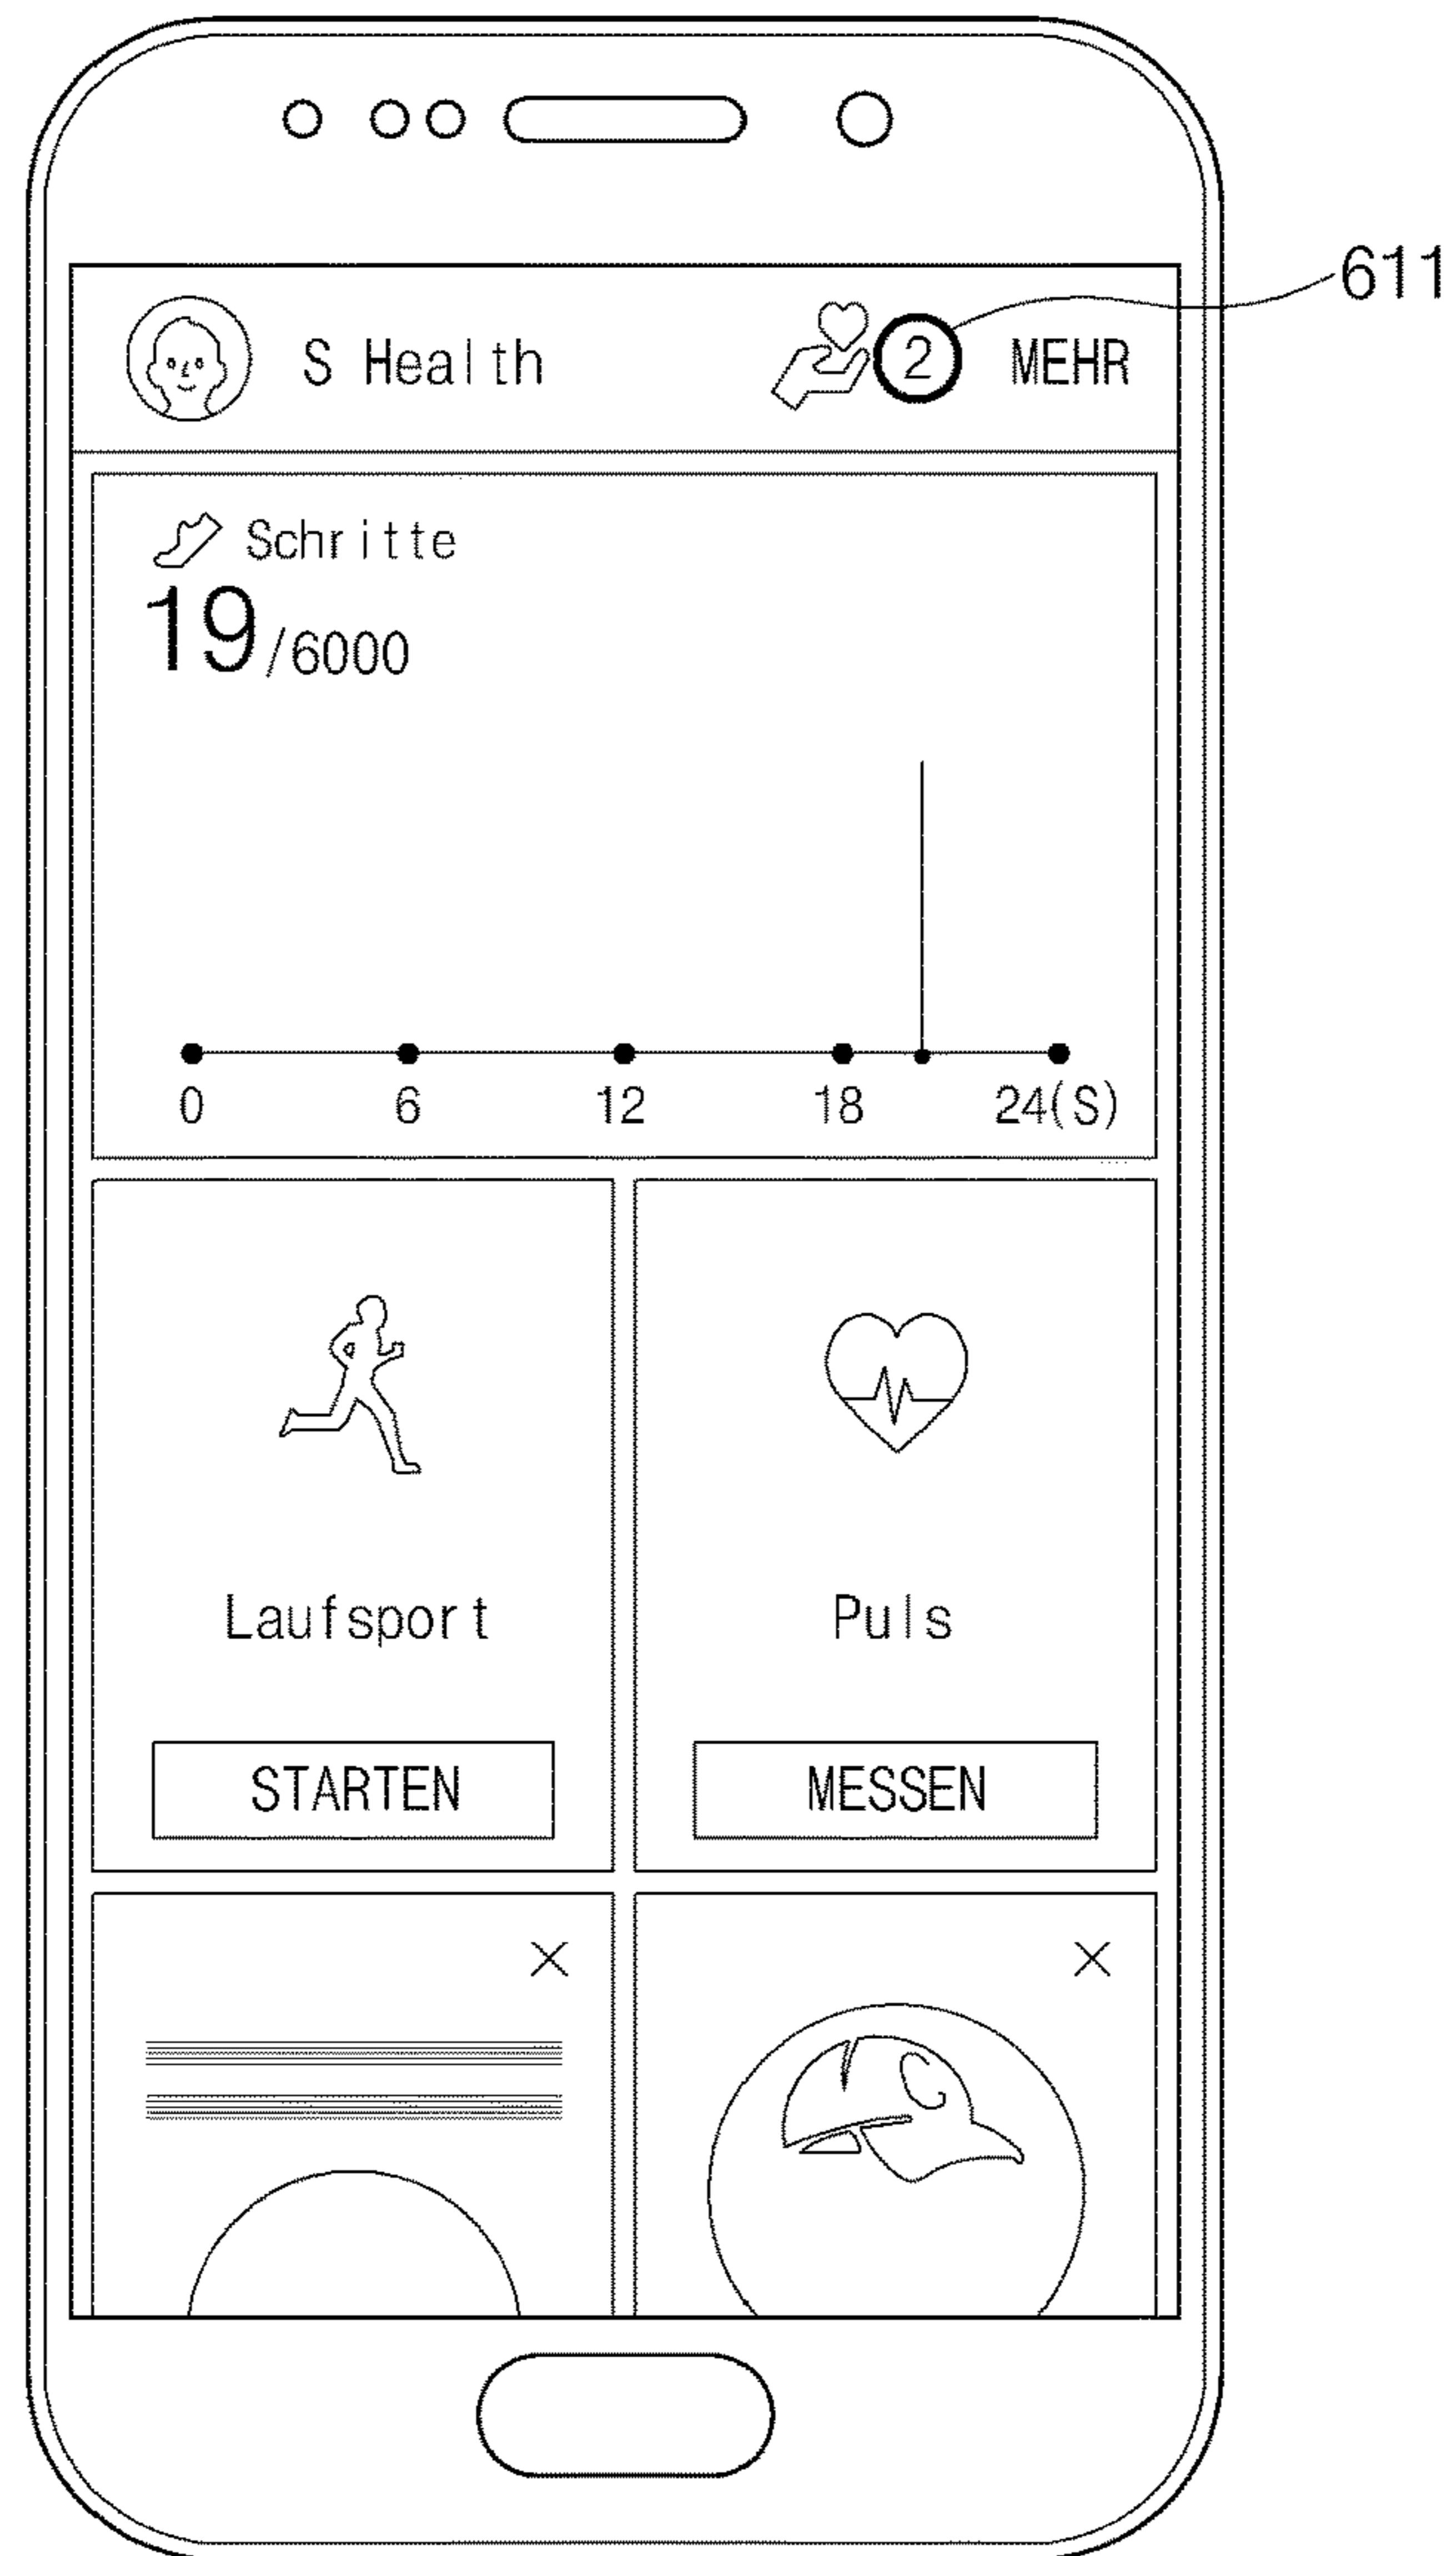 611
S Health 2 MEHR
Schritte
19/6000
0 6 12 18 24(S)
Laufsport Puls
STARTEN MESSEN